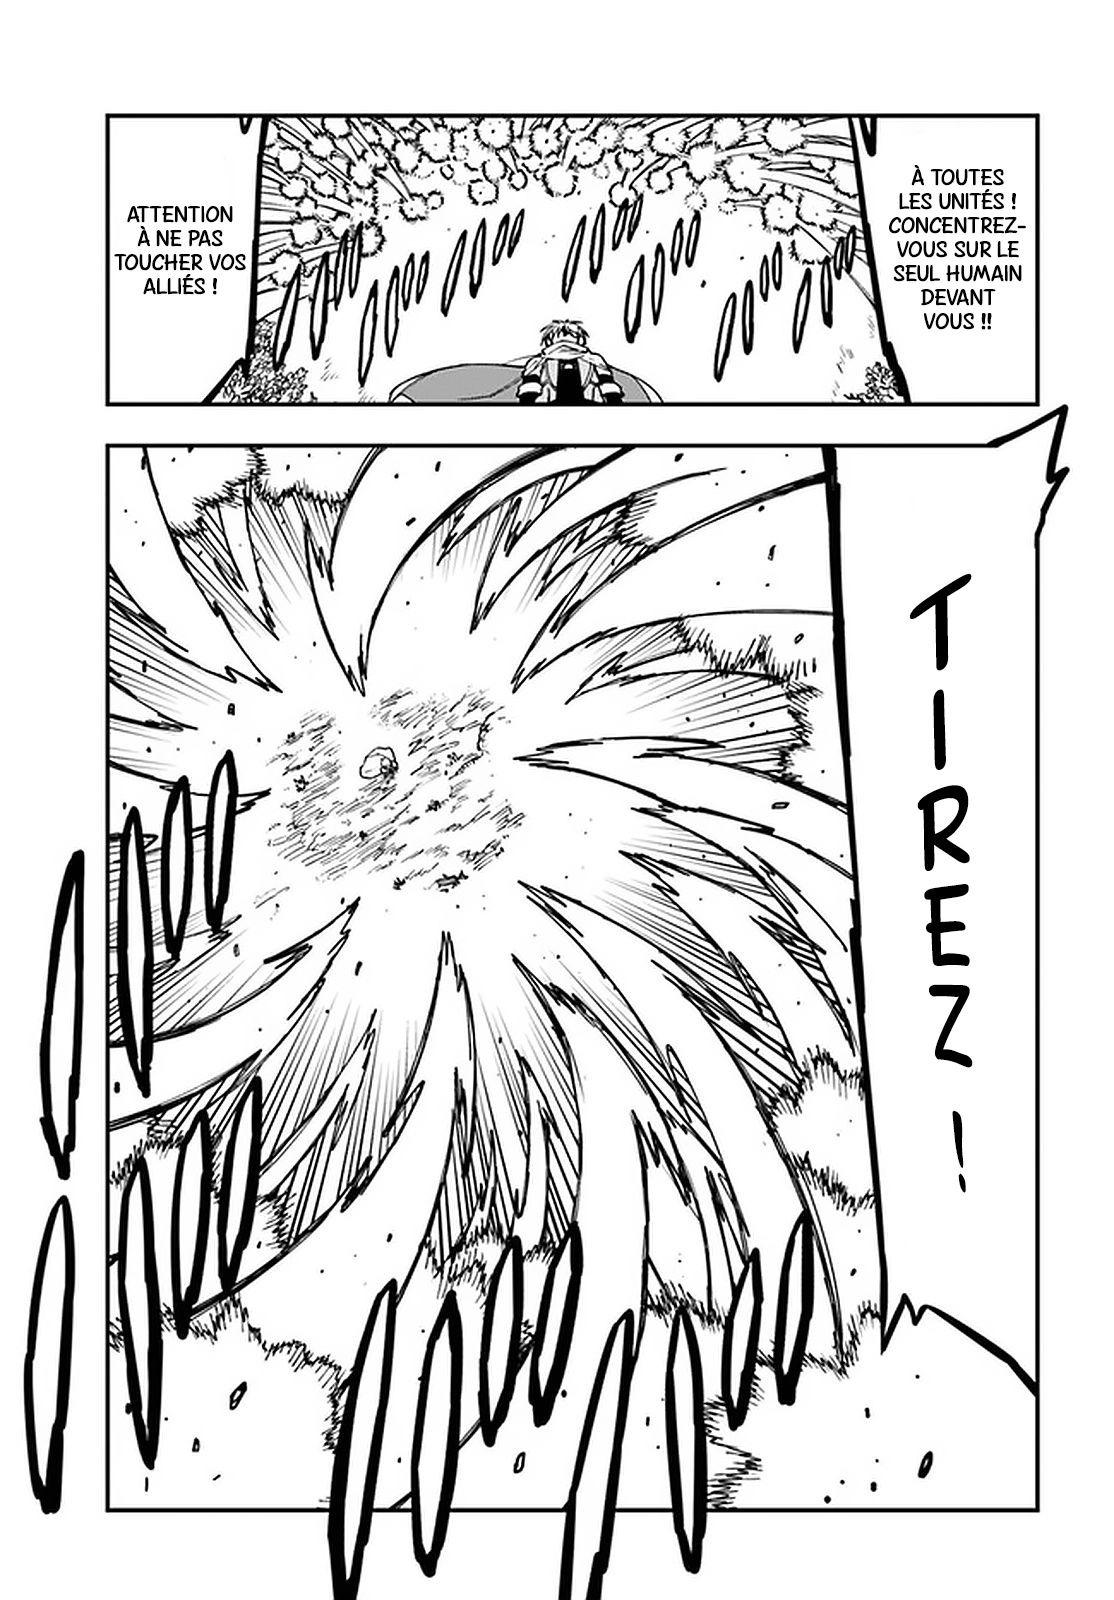 À TOUTES
LES UNITÉS !
CONCENTREZ-
VOUS SUR LE
SEUL HUMAIN
DEVANT
VOUS !!
ATTENTION
À NE PAS
TOUCHER VOS
ALLIÉS !
TIREZ !